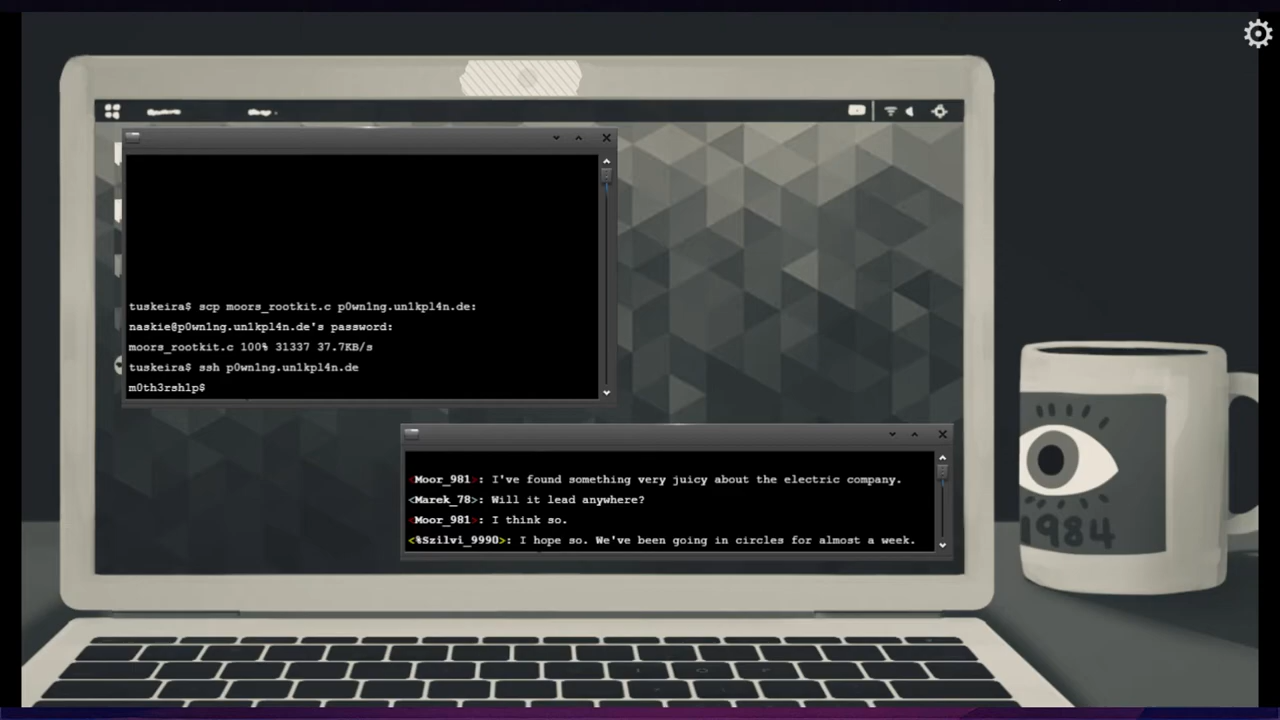 tuskeira$ scp moors_rootkit.c p0wn1ng.un1kpl4n.de:
naskie@p0wn1ng.un1kpl4n.de's password:
moors_rootkit.c 100% 31337 37.7KB/s
tuskeira$ ssh p0wn1ng.un1kpl4n.de
m0th3rsh1p$
<Moor_981>: I've found something very juicy about the electric company.
<Marek_78>: Will it lead anywhere?
<Moor_981>: I think so.
<%Szilvi_9990>: I hope so. We've been going in circles for almost a week.
1984